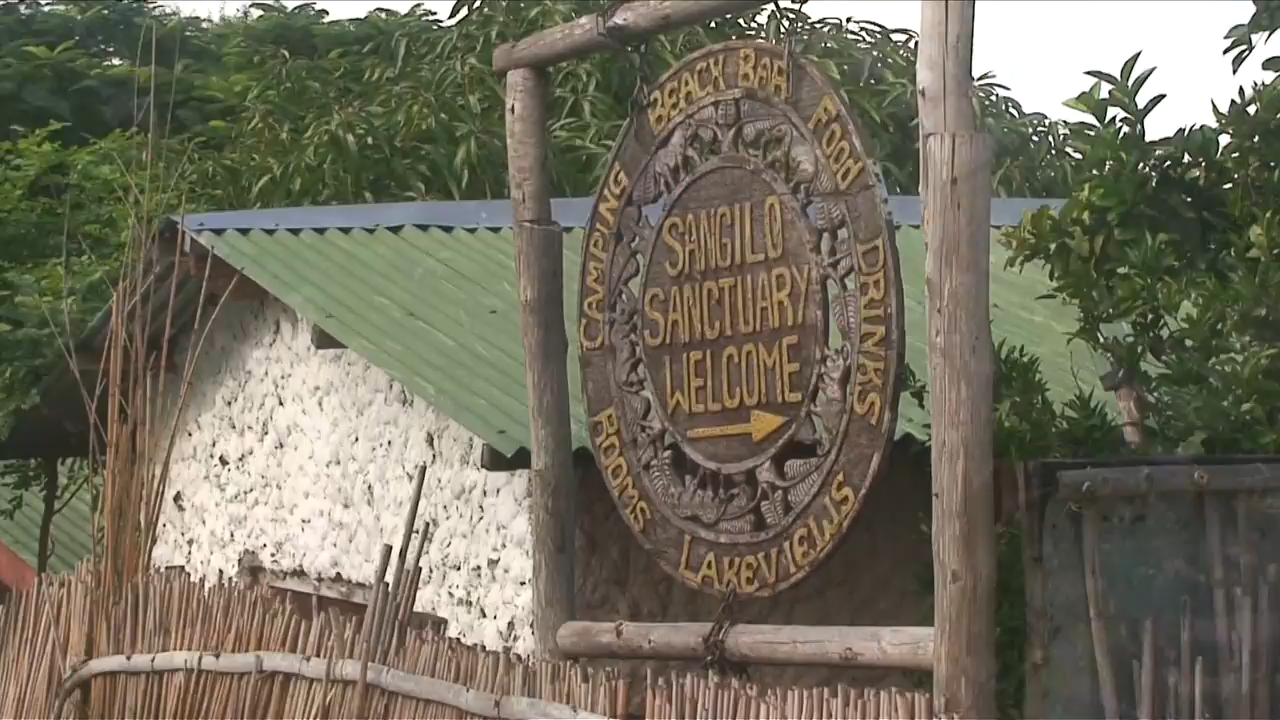 CAMPING
BEACH BAR
FOOD
DRINKS
LAKEVIEWS
ROOMS
SANGILO
SANCTUARY
WELCOME